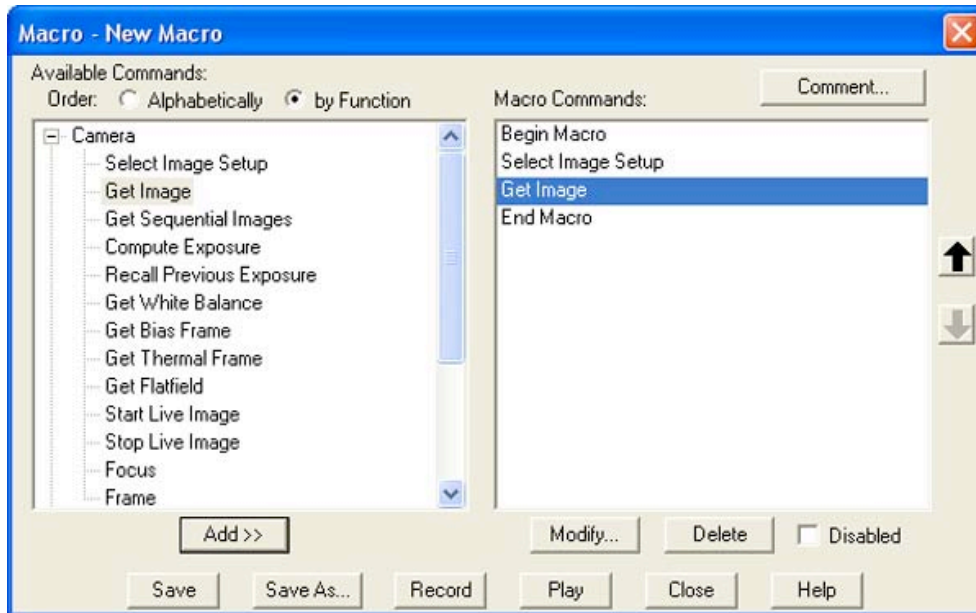 Macro - New Macro
Available Commands:
Order: Alphabetically by Function
Camera
Select Image Setup
Get Image
Get Sequential Images
Compute Exposure
Recall Previous Exposure
Get White Balance
Get Bias Frame
Get Thermal Frame
Get Flatfield
Start Live Image
Stop Live Image
Focus
Frame
Add >>
Comment...
Macro Commands:
Begin Macro
Select Image Setup
Get Image
End Macro
Modify... Delete Disabled
Save Save As... Record Play Close Help